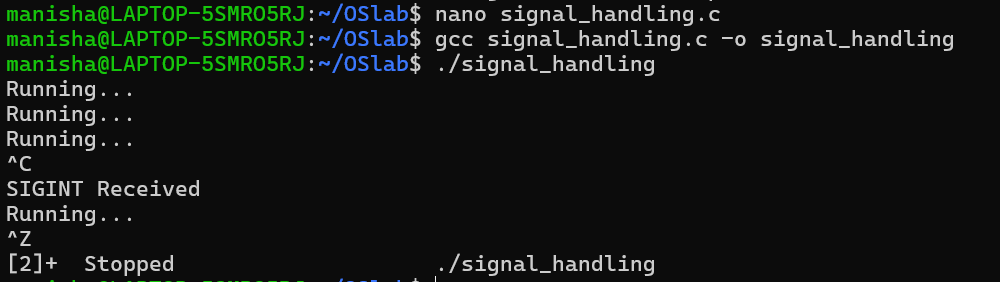 manisha@LAPTOP-5SMRO5RJ:~/OSlab$ nano signal_handling.c
manisha@LAPTOP-5SMRO5RJ:~/OSlab$ gcc signal_handling.c -o signal_handling
manisha@LAPTOP-5SMRO5RJ:~/OSlab$ ./signal_handling
Running...
Running...
Running...
^C
SIGINT Received
Running...
^Z
[2]+  Stopped                 ./signal_handling